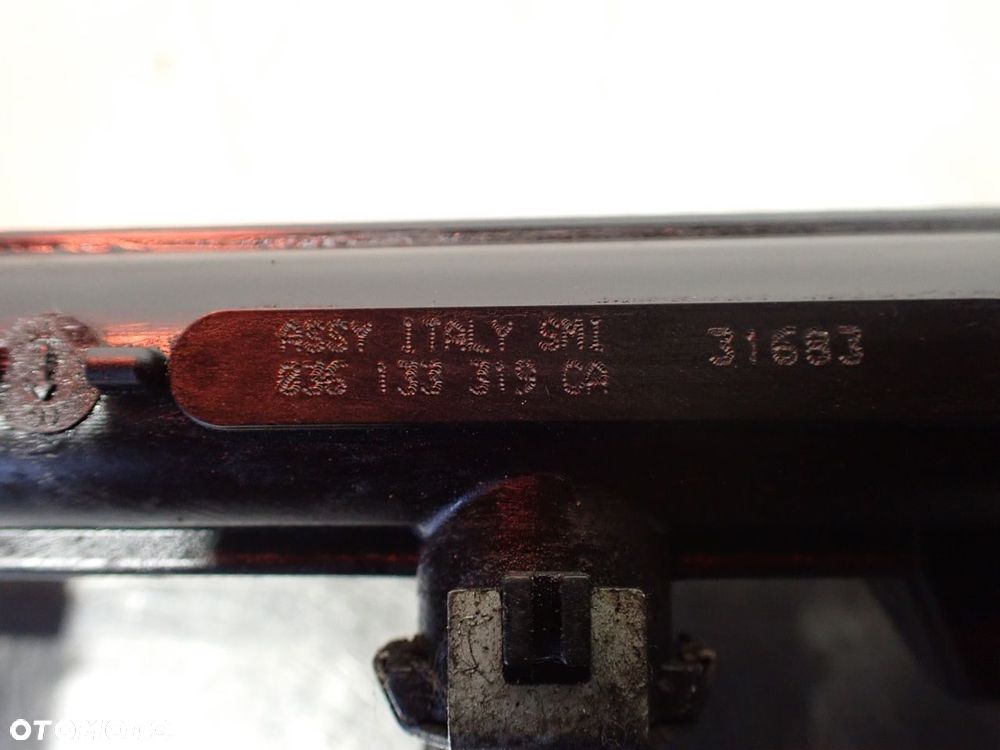 ASSY ITALY SMI
036 133 319 CA
31683
OTOMOTO